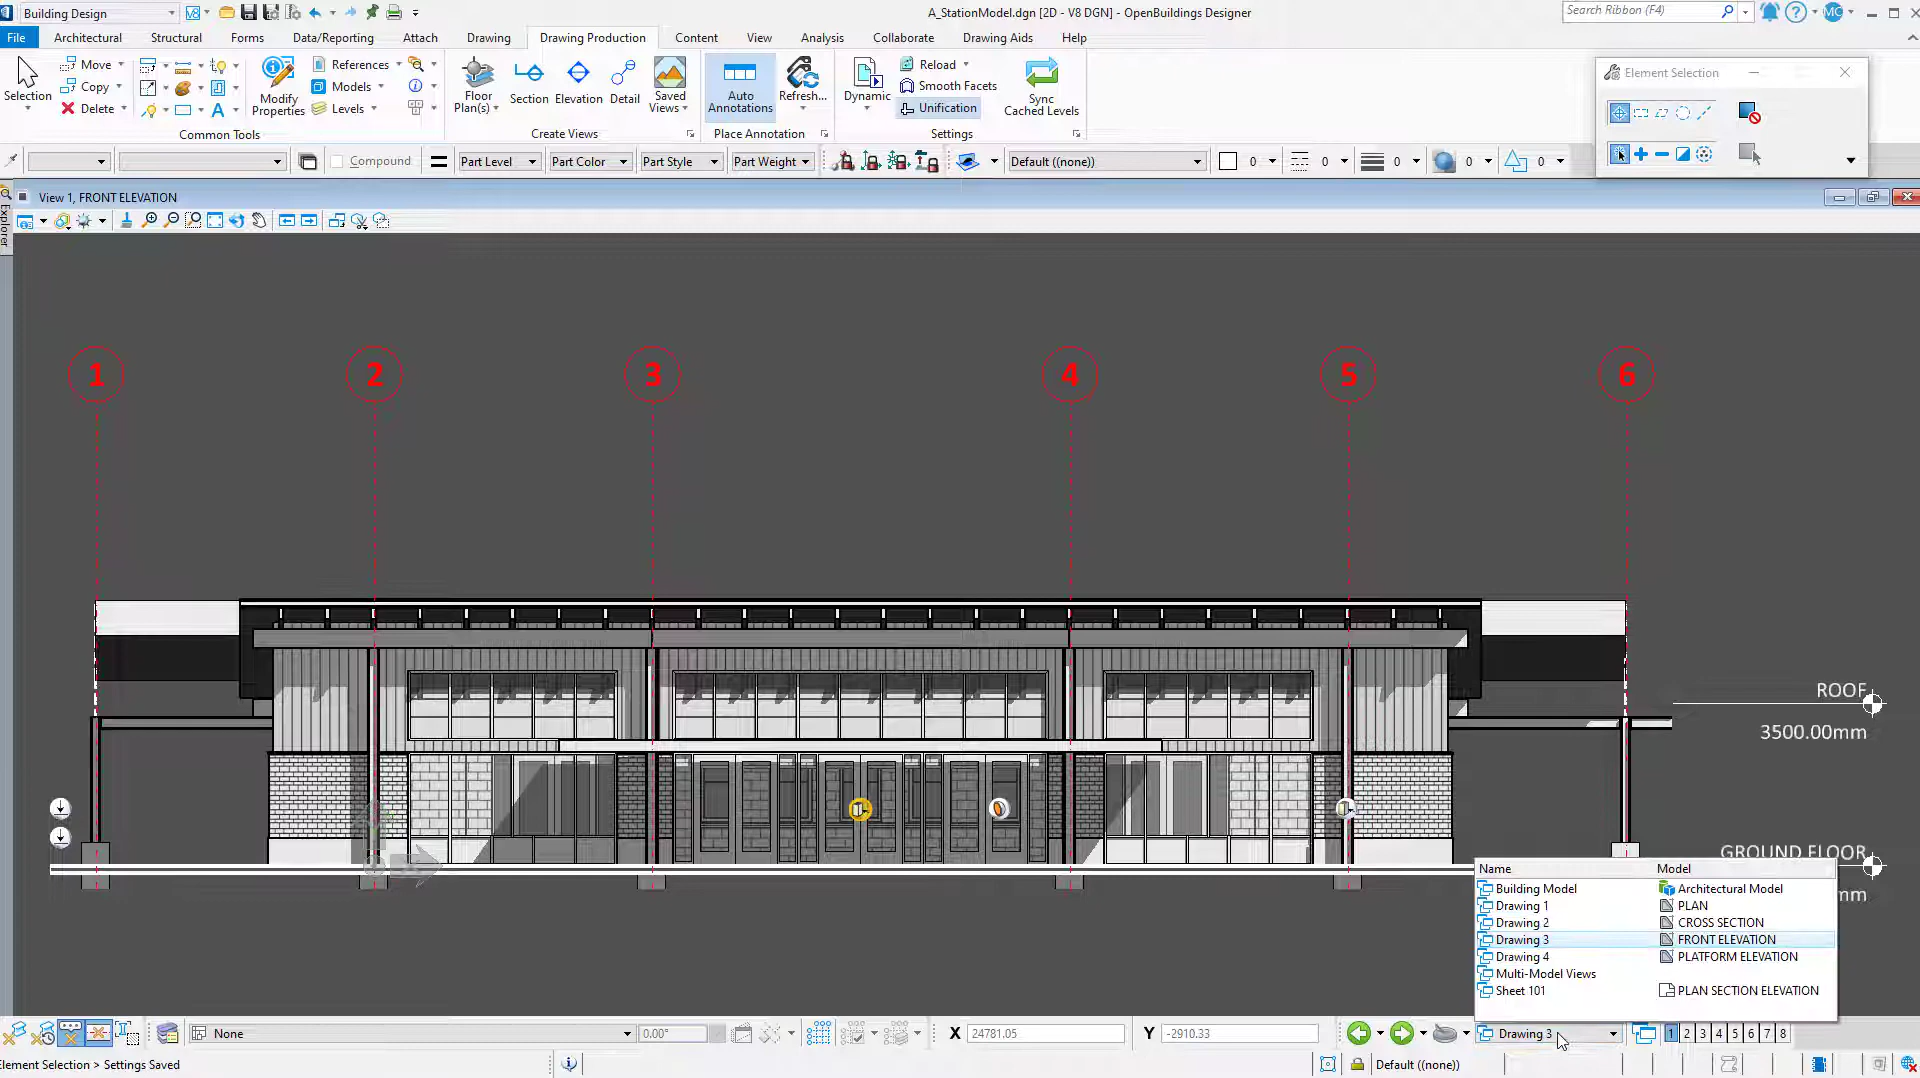 Building Design
A_StationModel.dgn [2D - V8 DGN] - OpenBuildings Designer
Search Ribbon (F4)
MC
File
Architectural
Structural
Forms
Data/Reporting
Attach
Drawing
Drawing Production
Content
View
Analysis
Collaborate
Drawing Aids
Help
Selection
Move
Copy
Delete
Modify Properties
References
Models
Levels
Common Tools
Floor Plan(s)
Section
Elevation
Detail
Saved Views
Create Views
Auto Annotations
Refresh...
Place Annotation
Dynamic
Reload
Smooth Facets
Unification
Sync Cached Levels
Settings
Element Selection
Compound
Part Level
Part Color
Part Style
Part Weight
Default ((none))
0
0
0
0
0
Explorer
View 1, FRONT ELEVATION
1
2
3
4
5
6
ROOF
3500.00mm
GROUND FLOOR
mm
Name
Model
Building Model
Architectural Model
Drawing 1
PLAN
Drawing 2
CROSS SECTION
Drawing 3
FRONT ELEVATION
Drawing 4
PLATFORM ELEVATION
Multi-Model Views
Sheet 101
PLAN SECTION ELEVATION
None
0.00°
X
24781.05
Y
-2910.33
Drawing 3
1 2 3 4 5 6 7 8
Element Selection > Settings Saved
Default ((none))